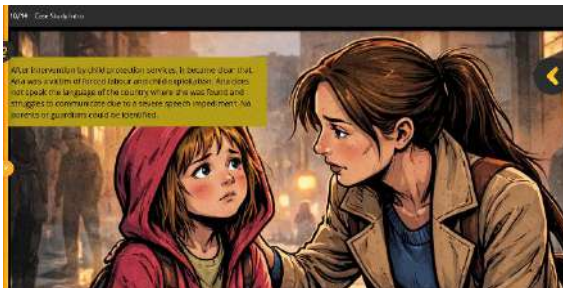 10/14 Case Study Intro
After intervention by child protection services, it became clear that
Ana was a victim of forced labour and child exploitation. Ana does
not speak the language of the country where she was found and
struggles to communicate due to a severe speech impediment. No
parents or guardians could be identified.